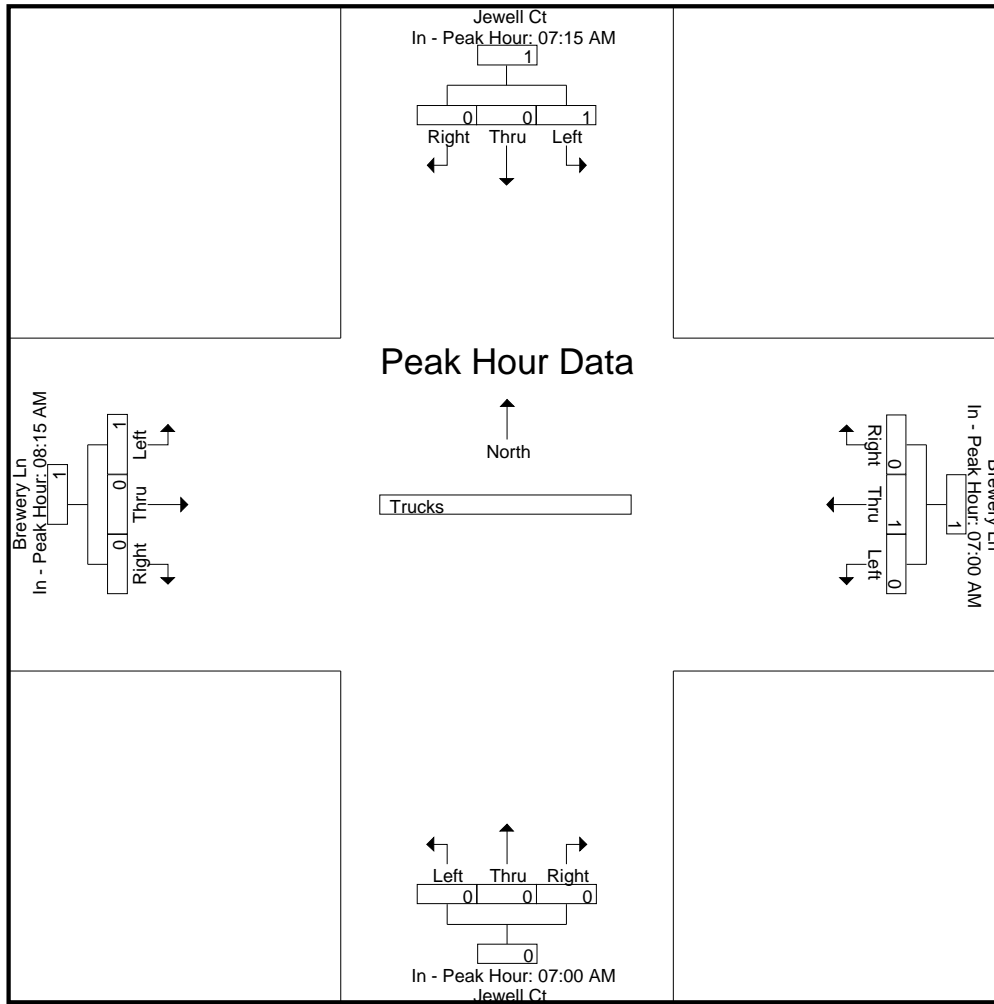 Jewell Ct
In - Peak Hour: 07:15 AM
1
0 0 1
Right Thru Left
Peak Hour Data
North
Trucks
Brewery Ln
In - Peak Hour: 08:15 AM
1
1 0 0
Left Thru Right
Brewery Ln
In - Peak Hour: 07:00 AM
1
0 1 0
Right Thru Left
Left Thru Right
0 0 0
0
In - Peak Hour: 07:00 AM
Jewell Ct